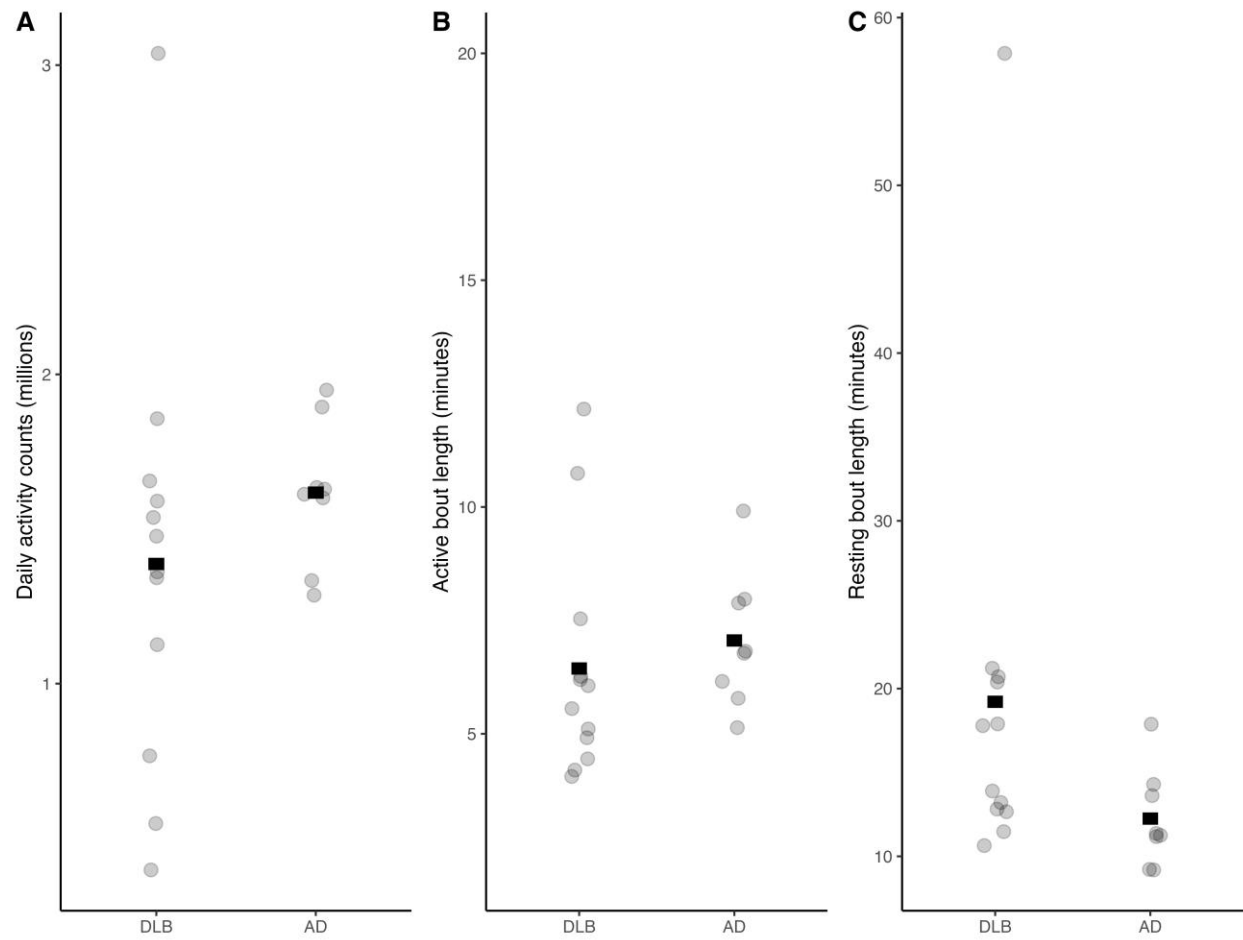 A
Daily activity counts (millions)
3
2
1
DLB
AD
B
Active bout length (minutes)
20
15
10
5
DLB
AD
C
Resting bout length (minutes)
60
50
40
30
20
10
DLB
AD